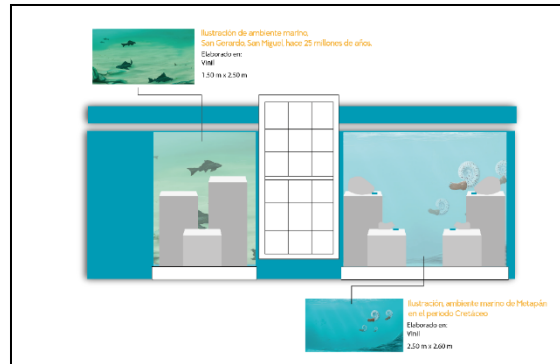 Ilustración de ambiente marino,
San Gerardo, San Miguel, hace 25 millones de años.
Elaborado en:
Vinil
1.50 m x 2.50 m
Ilustración, ambiente marino de Metapán
en el periodo Cretáceo
Elaborado en:
Vinil
2.50 m x 2.60 m